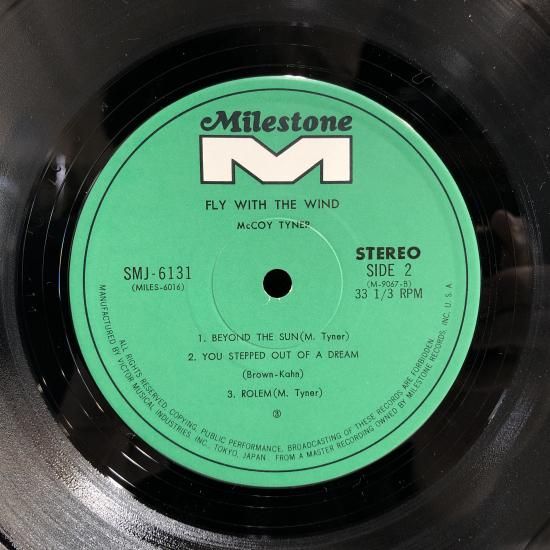 Milestone
M
FLY WITH THE WIND
McCOY TYNER
STEREO
SMJ-6131
SIDE 2
(MILES-6016)
(M-9067-B)
33 1/3 RPM
1. BEYOND THE SUN(M. Tyner)
2. YOU STEPPED OUT OF A DREAM
(Brown-Kahn)
3. ROLEM(M. Tyner)
③
ALL RIGHTS RESERVED. COPYING, PUBLIC PERFORMANCE, BROADCASTING OF THESE RECORDS ARE FORBIDDEN.
MANUFACTURED BY VICTOR MUSICAL INDUSTRIES, INC. TOKYO, JAPAN. FROM A MASTER RECORDING OWNED BY MILESTONE RECORDS, INC. U.S.A.